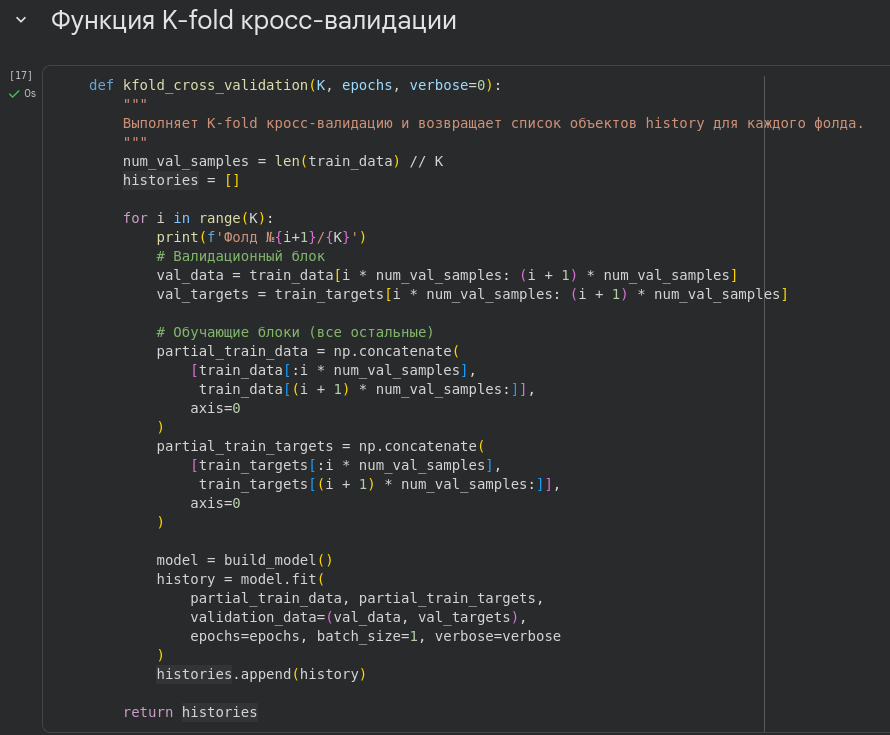 Функция K-fold кросс-валидации
[17]
0s
def kfold_cross_validation(K, epochs, verbose=0):
"""
Выполняет K-fold кросс-валидацию и возвращает список объектов history для каждого фолда.
"""
num_val_samples = len(train_data) // K
histories = []
for i in range(K):
print(f'Фолд №{i+1}/{K}')
# Валидационный блок
val_data = train_data[i * num_val_samples: (i + 1) * num_val_samples]
val_targets = train_targets[i * num_val_samples: (i + 1) * num_val_samples]
# Обучающие блоки (все остальные)
partial_train_data = np.concatenate(
[train_data[:i * num_val_samples],
train_data[(i + 1) * num_val_samples:]],
axis=0
)
partial_train_targets = np.concatenate(
[train_targets[:i * num_val_samples],
train_targets[(i + 1) * num_val_samples:]],
axis=0
)
model = build_model()
history = model.fit(
partial_train_data, partial_train_targets,
validation_data=(val_data, val_targets),
epochs=epochs, batch_size=1, verbose=verbose
)
histories.append(history)
return histories